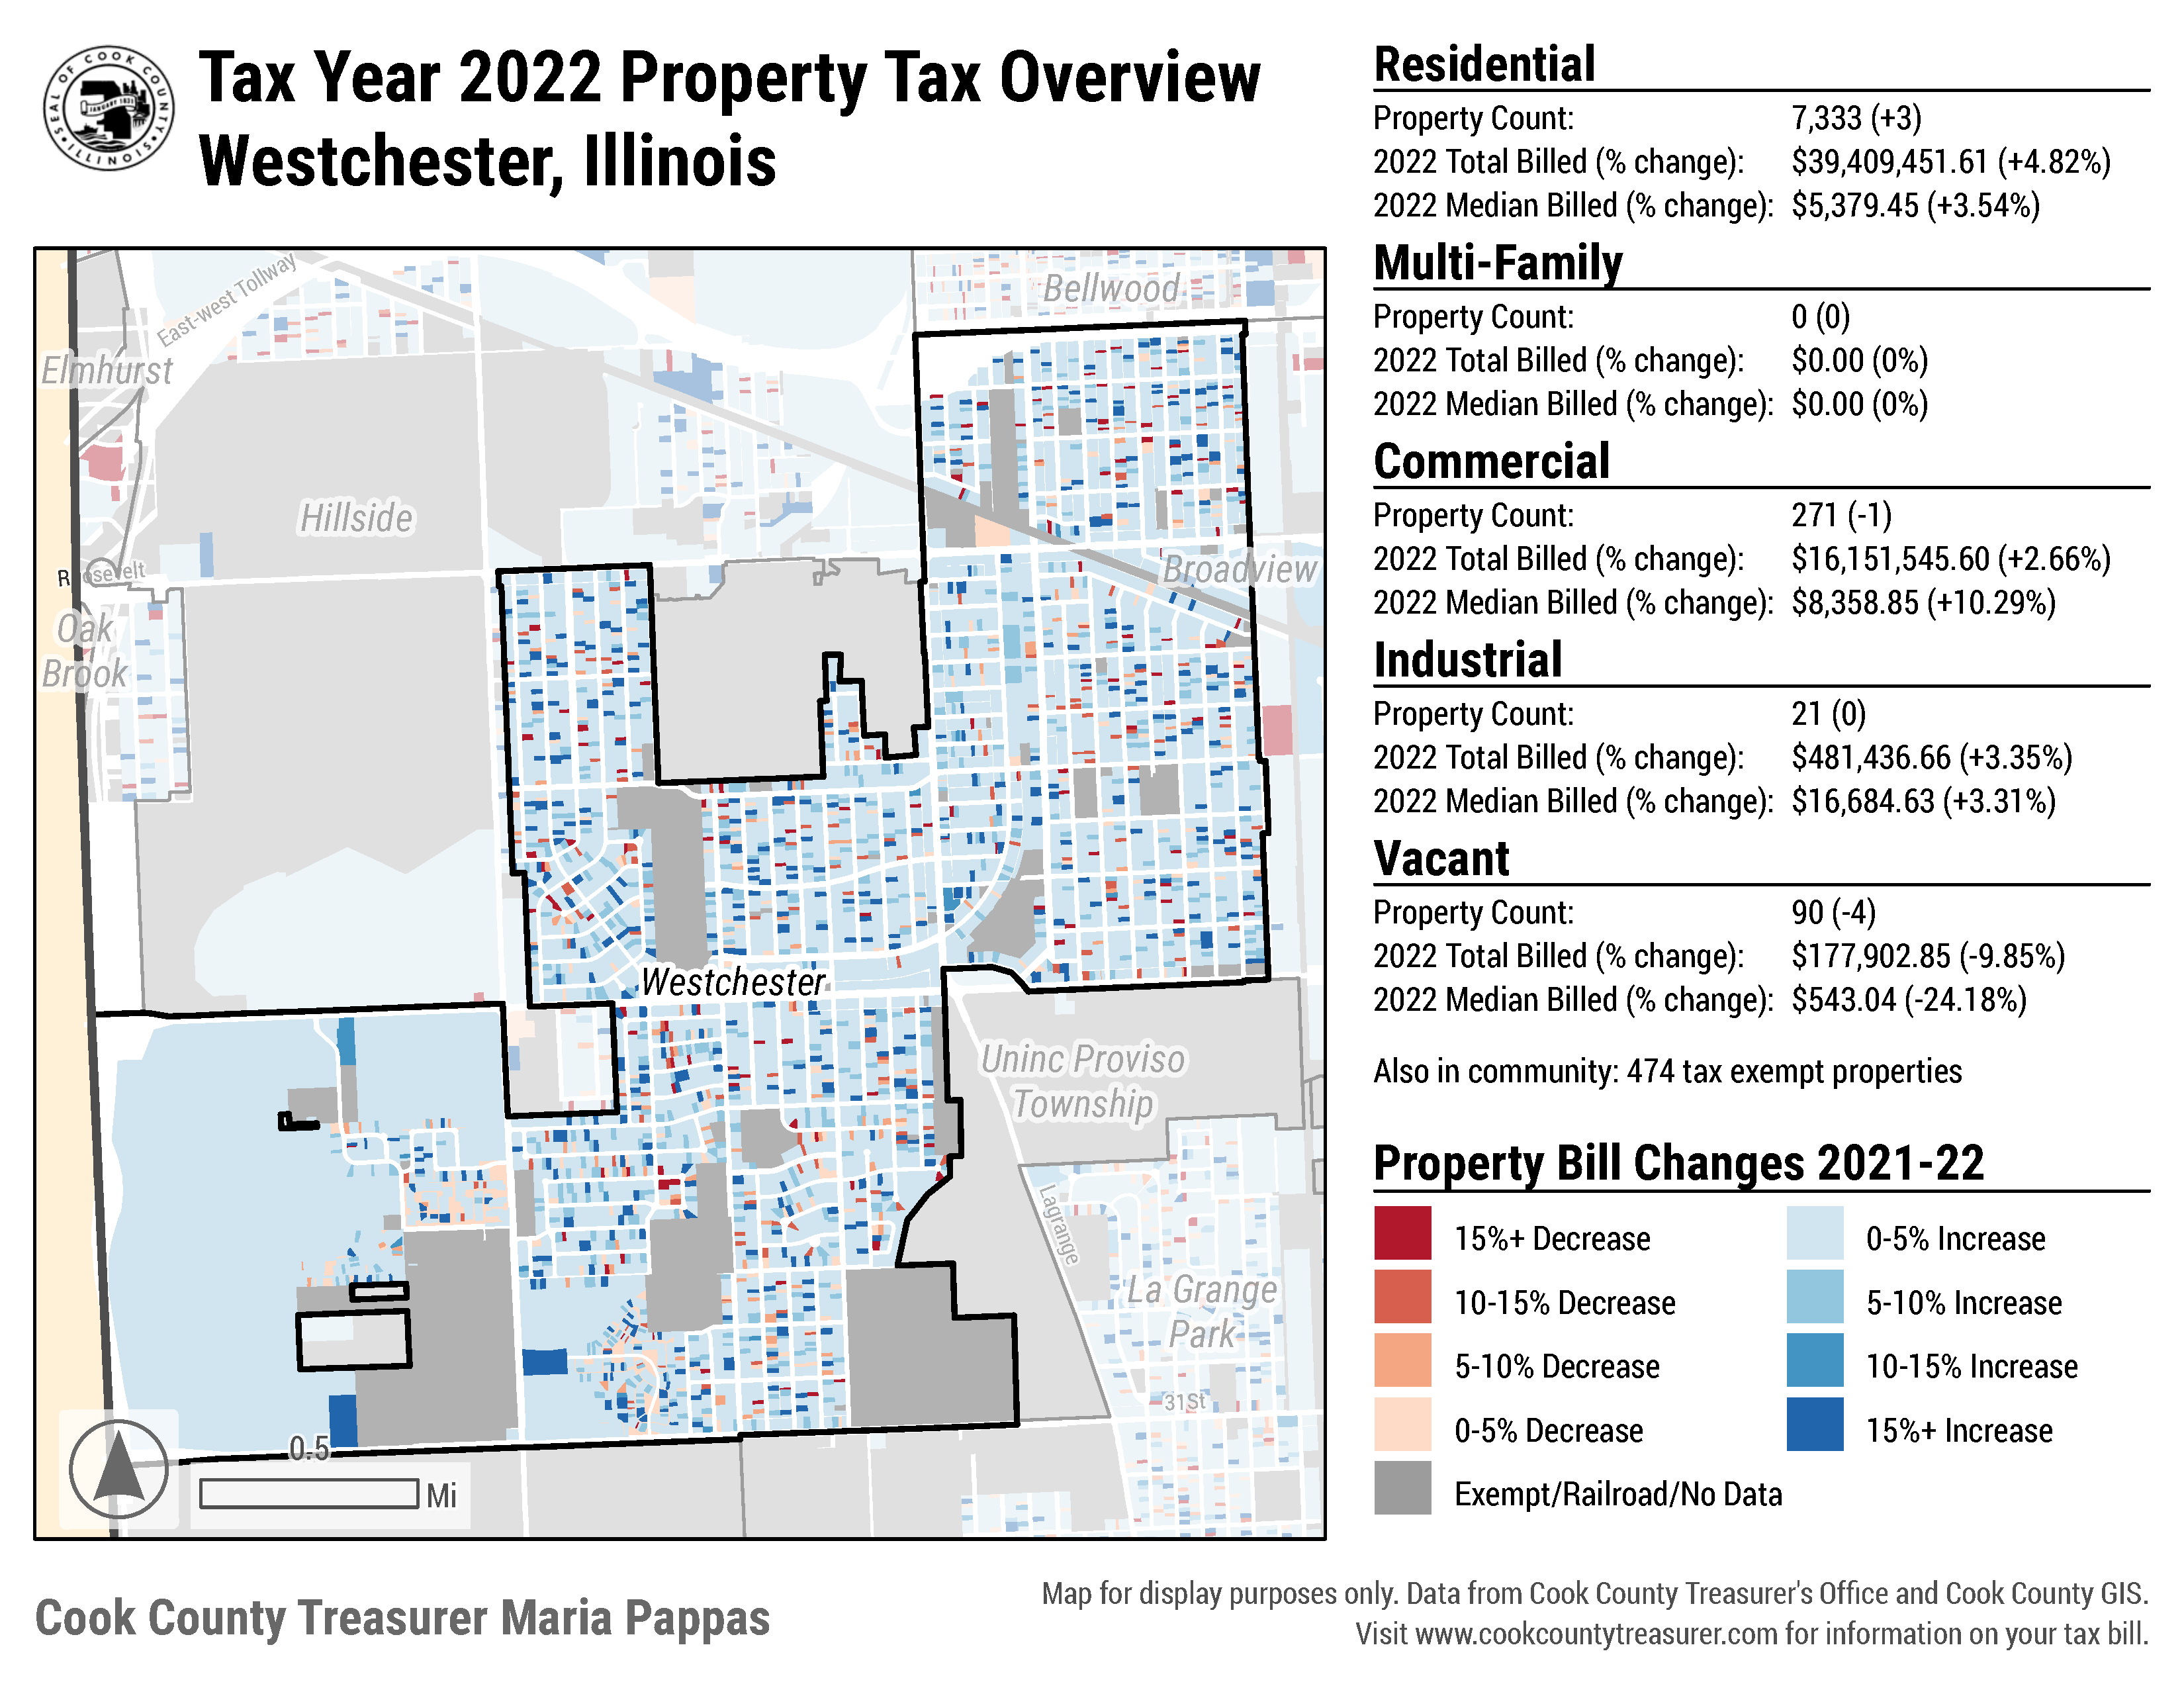 SEAL OF COOK COUNTY
ILLINOIS
JANUARY 1831
Tax Year 2022 Property Tax Overview
Westchester, Illinois
East-west Tollway
Bellwood
Elmhurst
Hillside
Roosevelt
Broadview
Oak
Brook
Westchester
Uninc Proviso
Township
Lagrange
La Grange
Park
31St
0.5
Mi
Residential
Property Count: 7,333 (+3)
2022 Total Billed (% change): $39,409,451.61 (+4.82%)
2022 Median Billed (% change): $5,379.45 (+3.54%)
Multi-Family
Property Count: 0 (0)
2022 Total Billed (% change): $0.00 (0%)
2022 Median Billed (% change): $0.00 (0%)
Commercial
Property Count: 271 (-1)
2022 Total Billed (% change): $16,151,545.60 (+2.66%)
2022 Median Billed (% change): $8,358.85 (+10.29%)
Industrial
Property Count: 21 (0)
2022 Total Billed (% change): $481,436.66 (+3.35%)
2022 Median Billed (% change): $16,684.63 (+3.31%)
Vacant
Property Count: 90 (-4)
2022 Total Billed (% change): $177,902.85 (-9.85%)
2022 Median Billed (% change): $543.04 (-24.18%)
Also in community: 474 tax exempt properties
Property Bill Changes 2021-22
15%+ Decrease
10-15% Decrease
5-10% Decrease
0-5% Decrease
Exempt/Railroad/No Data
0-5% Increase
5-10% Increase
10-15% Increase
15%+ Increase
Cook County Treasurer Maria Pappas
Map for display purposes only. Data from Cook County Treasurer's Office and Cook County GIS.
Visit www.cookcountytreasurer.com for information on your tax bill.